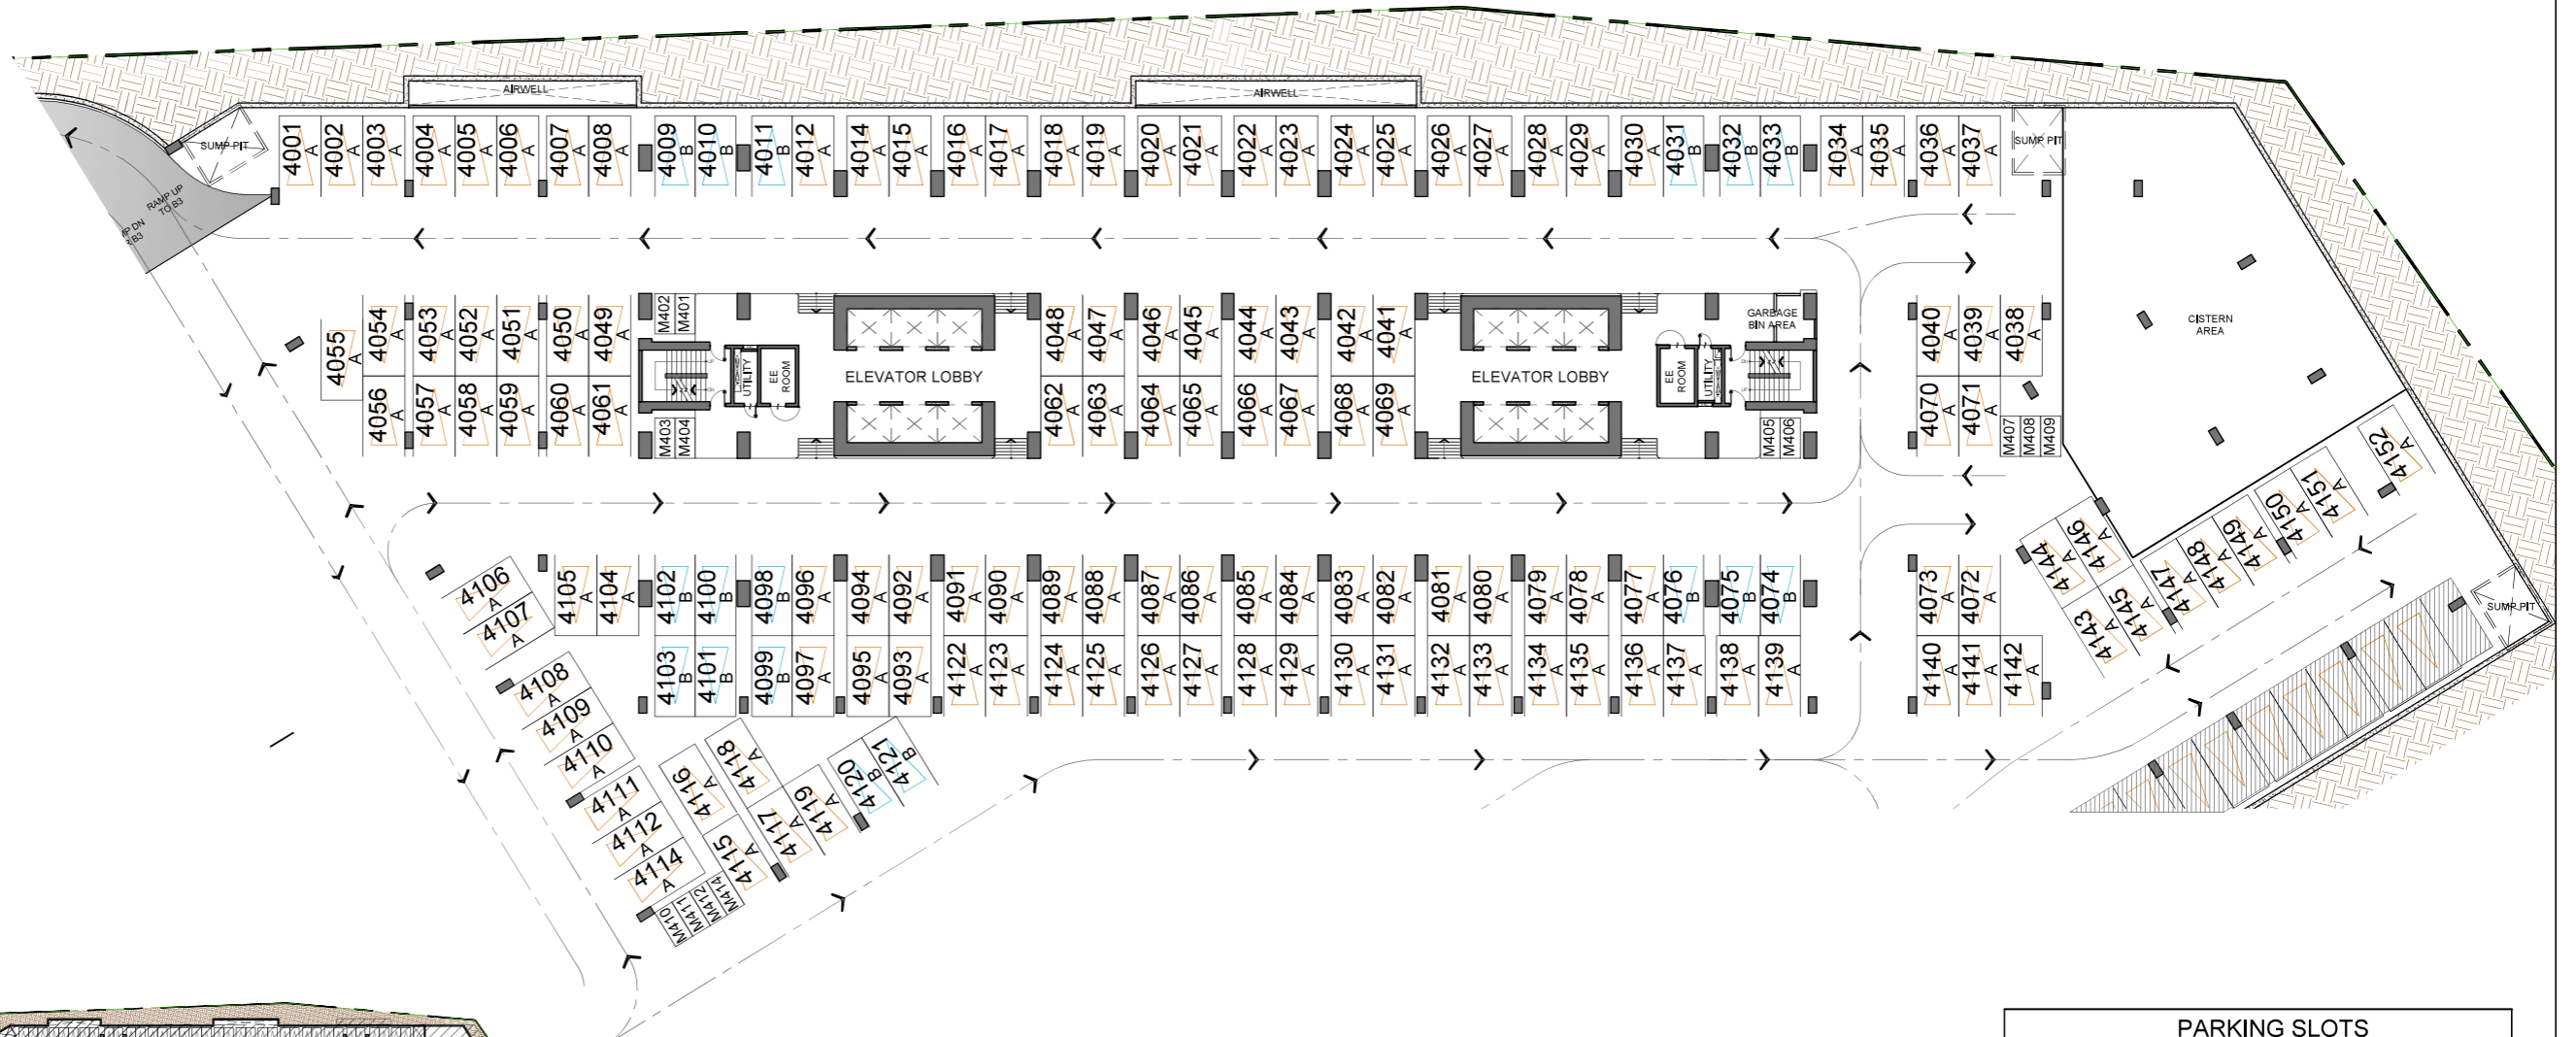 AIRWELL
AIRWELL
SUMP PIT
4001 A
4002 A
4003 A
4004 A
4005 A
4006 A
4007 A
4008 A
4009 B
4010 B
4011 B
4012 A
4014 A
4015 A
4016 A
4017 A
4018 A
4019 A
4020 A
4021 A
4022 A
4023 A
4024 A
4025 A
4026 A
4027 A
4028 A
4029 A
4030 A
4031 B
4032 B
4033 B
4034 A
4035 A
4036 A
4037 A
SUMP PIT
RAMP UP
TO B3
4055 A
4054 A
4053 A
4052 A
4051 A
4050 A
4049 A
M402
M401
4048 A
4047 A
4046 A
4045 A
4044 A
4043 A
4042 A
4041 A
GARBAGE
BIN AREA
4040 A
4039 A
4038 A
CISTERN
AREA
UTILITY
EE
ROOM
ELEVATOR LOBBY
ELEVATOR LOBBY
EE
ROOM
UTILITY
4056 A
4057 A
4058 A
4059 A
4060 A
4061 A
M403
M404
4062 A
4063 A
4064 A
4065 A
4066 A
4067 A
4068 A
4069 A
M405
M406
4070 A
4071 A
M407
M408
M409
4152 A
4151 A
4150 A
4149 A
4148 A
4147 A
4146 A
4144 A
4145 A
4143 A
SUMP PIT
4106 A
4107 A
4105 A
4104 A
4102 B
4100 B
4098 B
4096 A
4094 A
4092 A
4091 A
4090 A
4089 A
4088 A
4087 A
4086 A
4085 A
4084 A
4083 A
4082 A
4081 A
4080 A
4079 A
4078 A
4077 A
4076 B
4075 B
4074 B
4073 A
4072 A
4103 B
4101 B
4099 B
4097 A
4095 A
4093 A
4122 A
4123 A
4124 A
4125 A
4126 A
4127 A
4128 A
4129 A
4130 A
4131 A
4132 A
4133 A
4134 A
4135 A
4136 A
4137 A
4138 A
4139 A
4140 A
4141 A
4142 A
4108 A
4109 A
4110 A
4111 A
4112 A
4114 A
4116 A
4118 A
4115 A
4117 A
4119 A
4120 B
4121 B
M410
M411
M412
M414
PARKING SLOTS